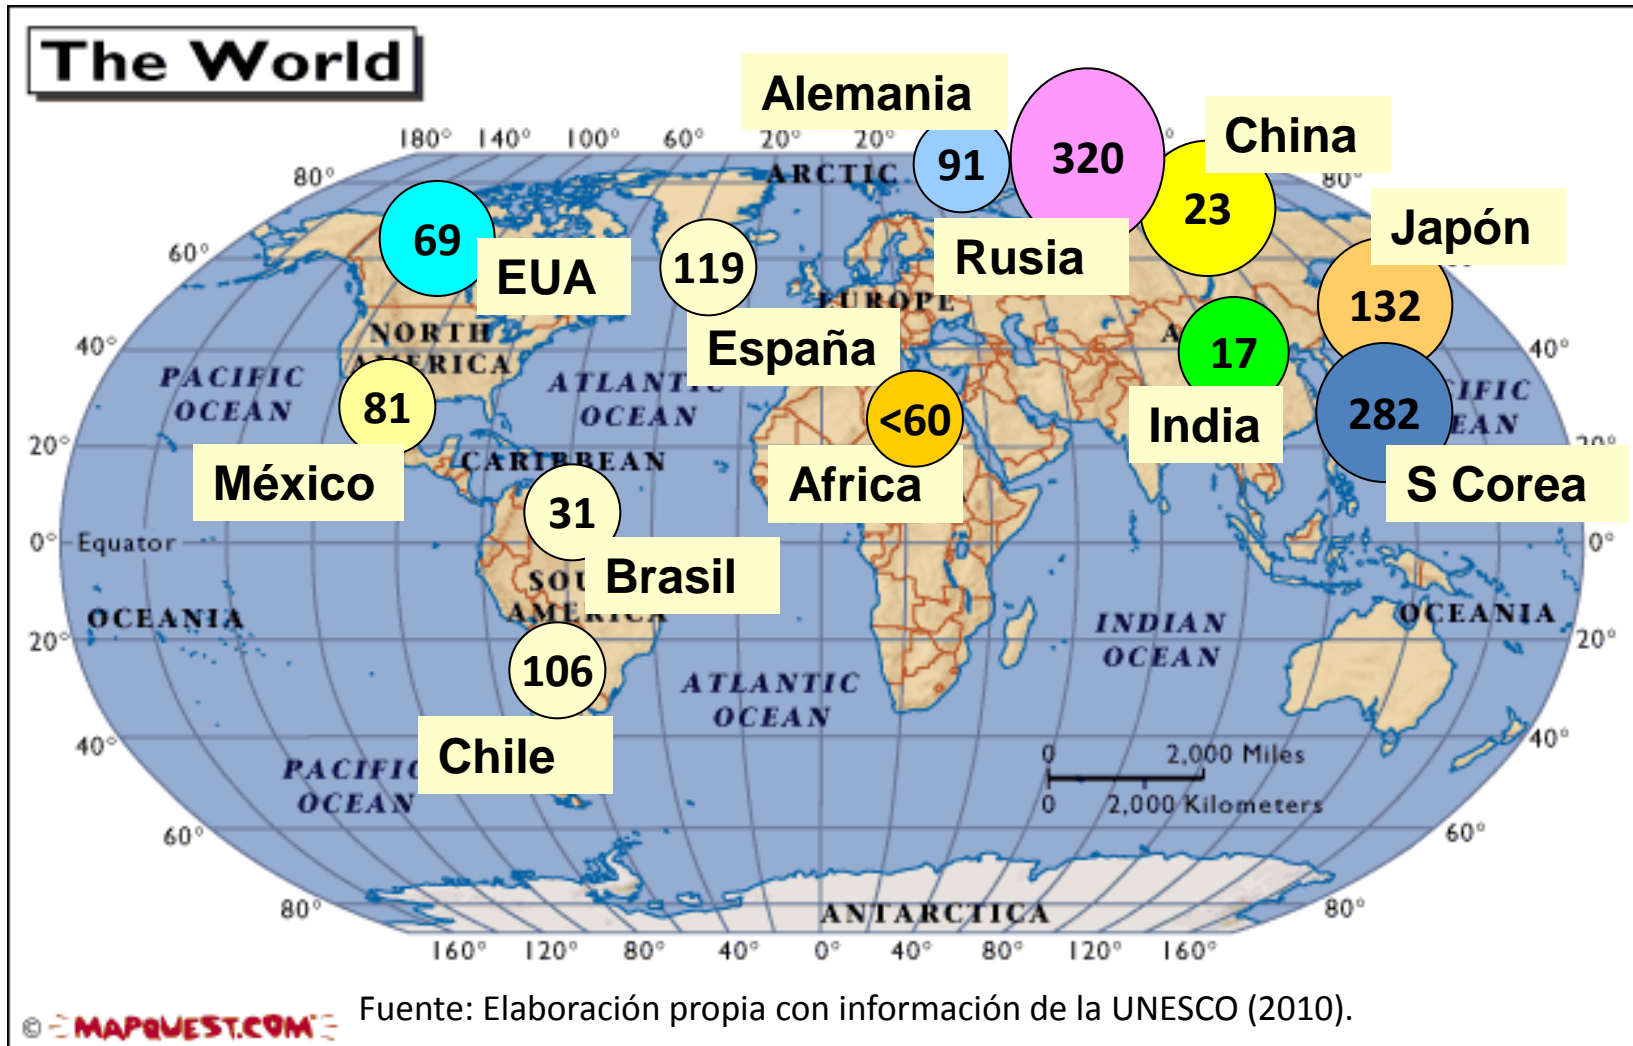 The World
Alemania
China
Japón
Rusia
EUA
España
India
Africa
S Corea
México
Brasil
Chile
91
320
23
69
119
132
17
282
81
<60
31
106
180° 140° 100° 60° 20° 20°
80°
80°
60°
40°
40°
20°
0° Equator
0°
20°
20°
40°
40°
60°
60°
80°
80°
160° 120° 80° 40° 0° 40° 80° 120° 160°
ARCTIC
EUROPE
NORTH
AMERICA
PACIFIC
OCEAN
ATLANTIC
OCEAN
CARIBBEAN
AMERICA
OCEANIA
OCEANIA
INDIAN
OCEAN
ATLANTIC
OCEAN
PACIFIC
OCEAN
0 2,000 Miles
0 2,000 Kilometers
ANTARCTICA
© MAPQUEST.COM
Fuente: Elaboración propia con información de la UNESCO (2010).